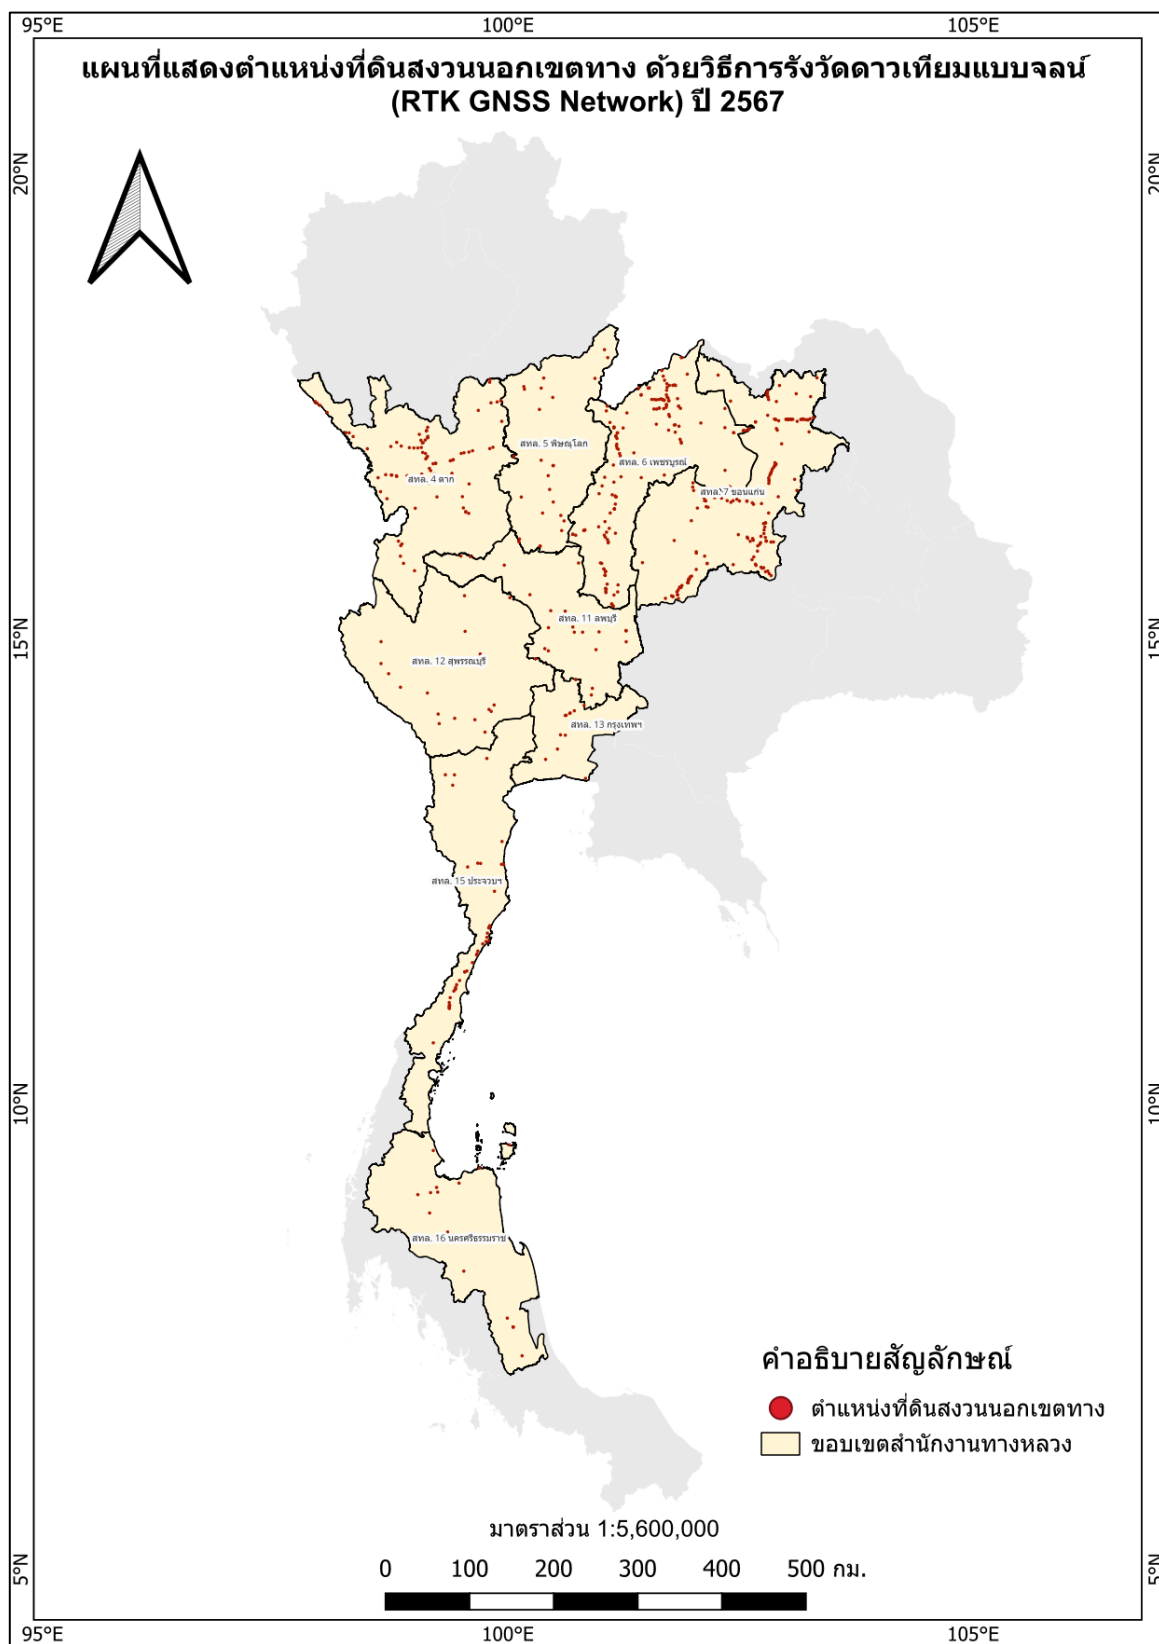 95°E 100°E 105°E
แผนที่แสดงตำแหน่งที่ดินสงวนนอกเขตทาง ด้วยวิธีการรังวัดดาวเทียมแบบจลน์
(RTK GNSS Network) ปี 2567
20°N 20°N
สทล. 5 พิษณุโลก
สทล. 6 เพชรบูรณ์
สทล. 4 ตาก
สทล. 7 ขอนแก่น
สทล. 11 ลพบุรี
15°N 15°N
สทล. 12 สุพรรณบุรี
สทล. 13 กรุงเทพฯ
สทล. 15 ประจวบฯ
10°N 10°N
สทล. 16 นครศรีธรรมราช
คำอธิบายสัญลักษณ์
ตำแหน่งที่ดินสงวนนอกเขตทาง
ขอบเขตสำนักงานทางหลวง
มาตราส่วน 1:5,600,000
0 100 200 300 400 500 กม.
5°N 5°N
95°E 100°E 105°E